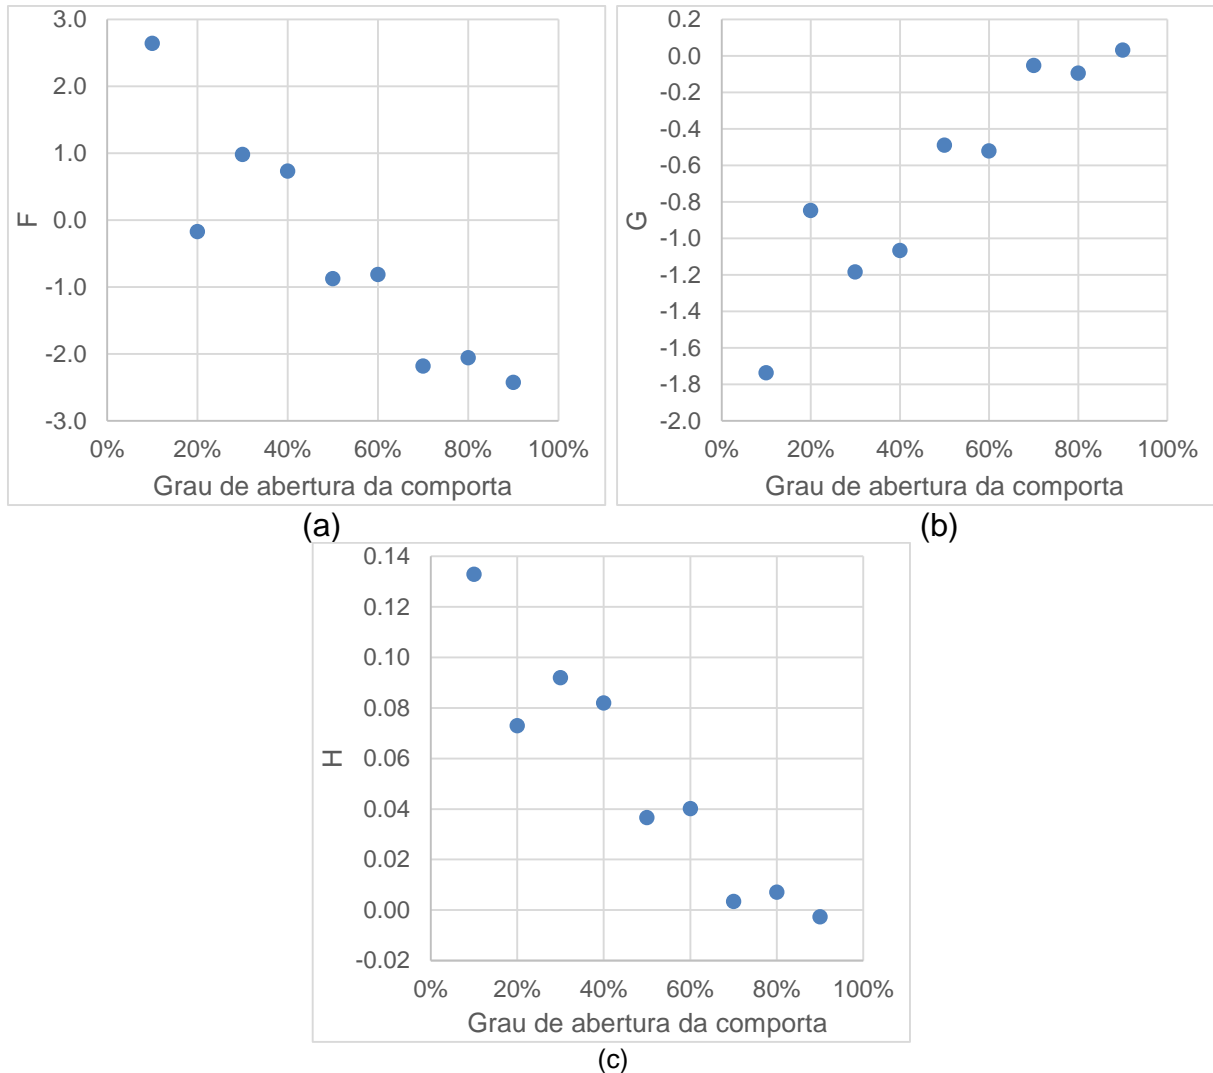 3.0
2.0
1.0
0.0
-1.0
-2.0
-3.0
F
0% 20% 40% 60% 80% 100%
Grau de abertura da comporta
(a)
0.2
0.0
-0.2
-0.4
-0.6
-0.8
-1.0
-1.2
-1.4
-1.6
-1.8
-2.0
G
0% 20% 40% 60% 80% 100%
Grau de abertura da comporta
(b)
0.14
0.12
0.10
0.08
0.06
0.04
0.02
0.00
-0.02
H
0% 20% 40% 60% 80% 100%
Grau de abertura da comporta
(c)